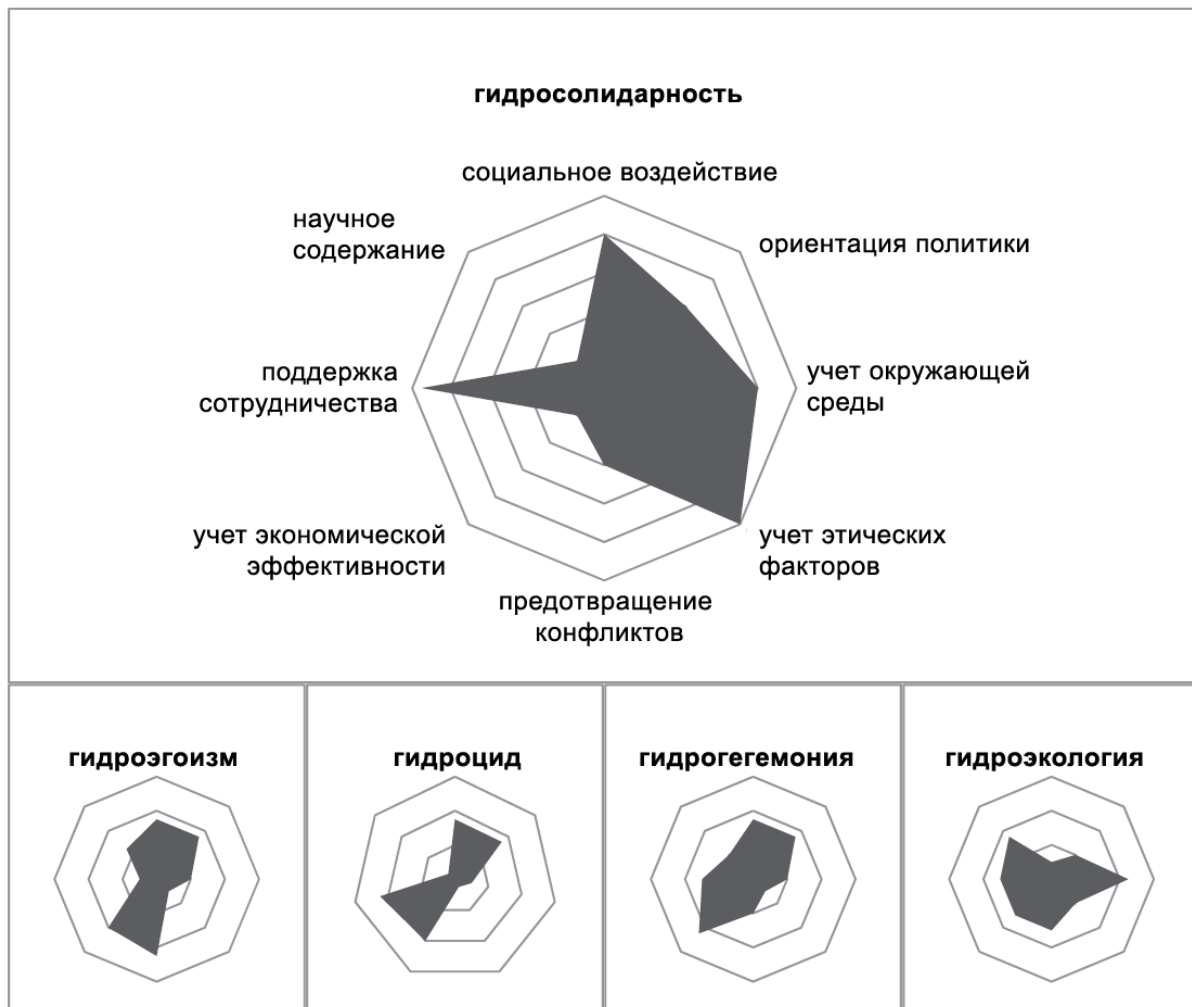 гидросолидарность
социальное воздействие
научное
содержание
ориентация политики
поддержка
сотрудничества
учет окружающей
среды
учет экономической
эффективности
учет этических
факторов
предотвращение
конфликтов
гидроэгоизм
гидроцид
гидрогегемония
гидроэкология